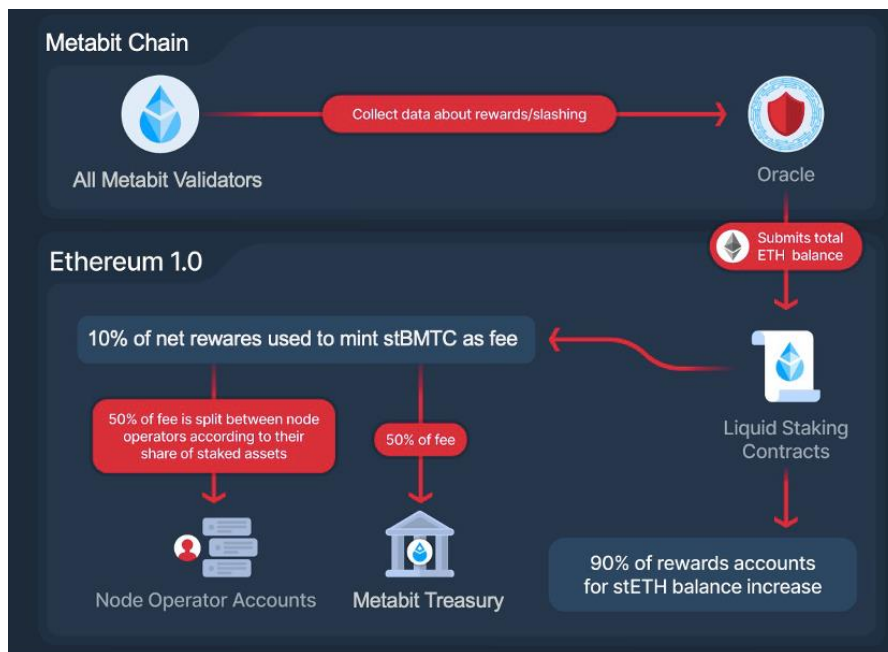 Metabit Chain
Collect data about rewards/slashing
All Metabit Validators
Oracle
Submits total
ETH balance
Ethereum 1.0
10% of net rewares used to mint stBMTC as fee
50% of fee is split between node
operators according to their
share of staked assets
50% of fee
Liquid Staking
Contracts
Node Operator Accounts
Metabit Treasury
90% of rewards accounts
for stETH balance increase